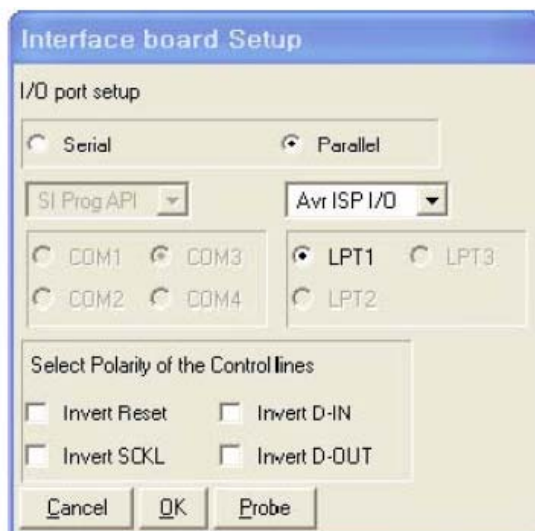 Interface board Setup
I/O port setup
Serial Parallel
SI Prog API Avr ISP I/O
COM1 COM3 LPT1 LPT3
COM2 COM4 LPT2
Select Polarity of the Control lines
Invert Reset Invert D-IN
Invert SCKL Invert D-OUT
Cancel OK Probe